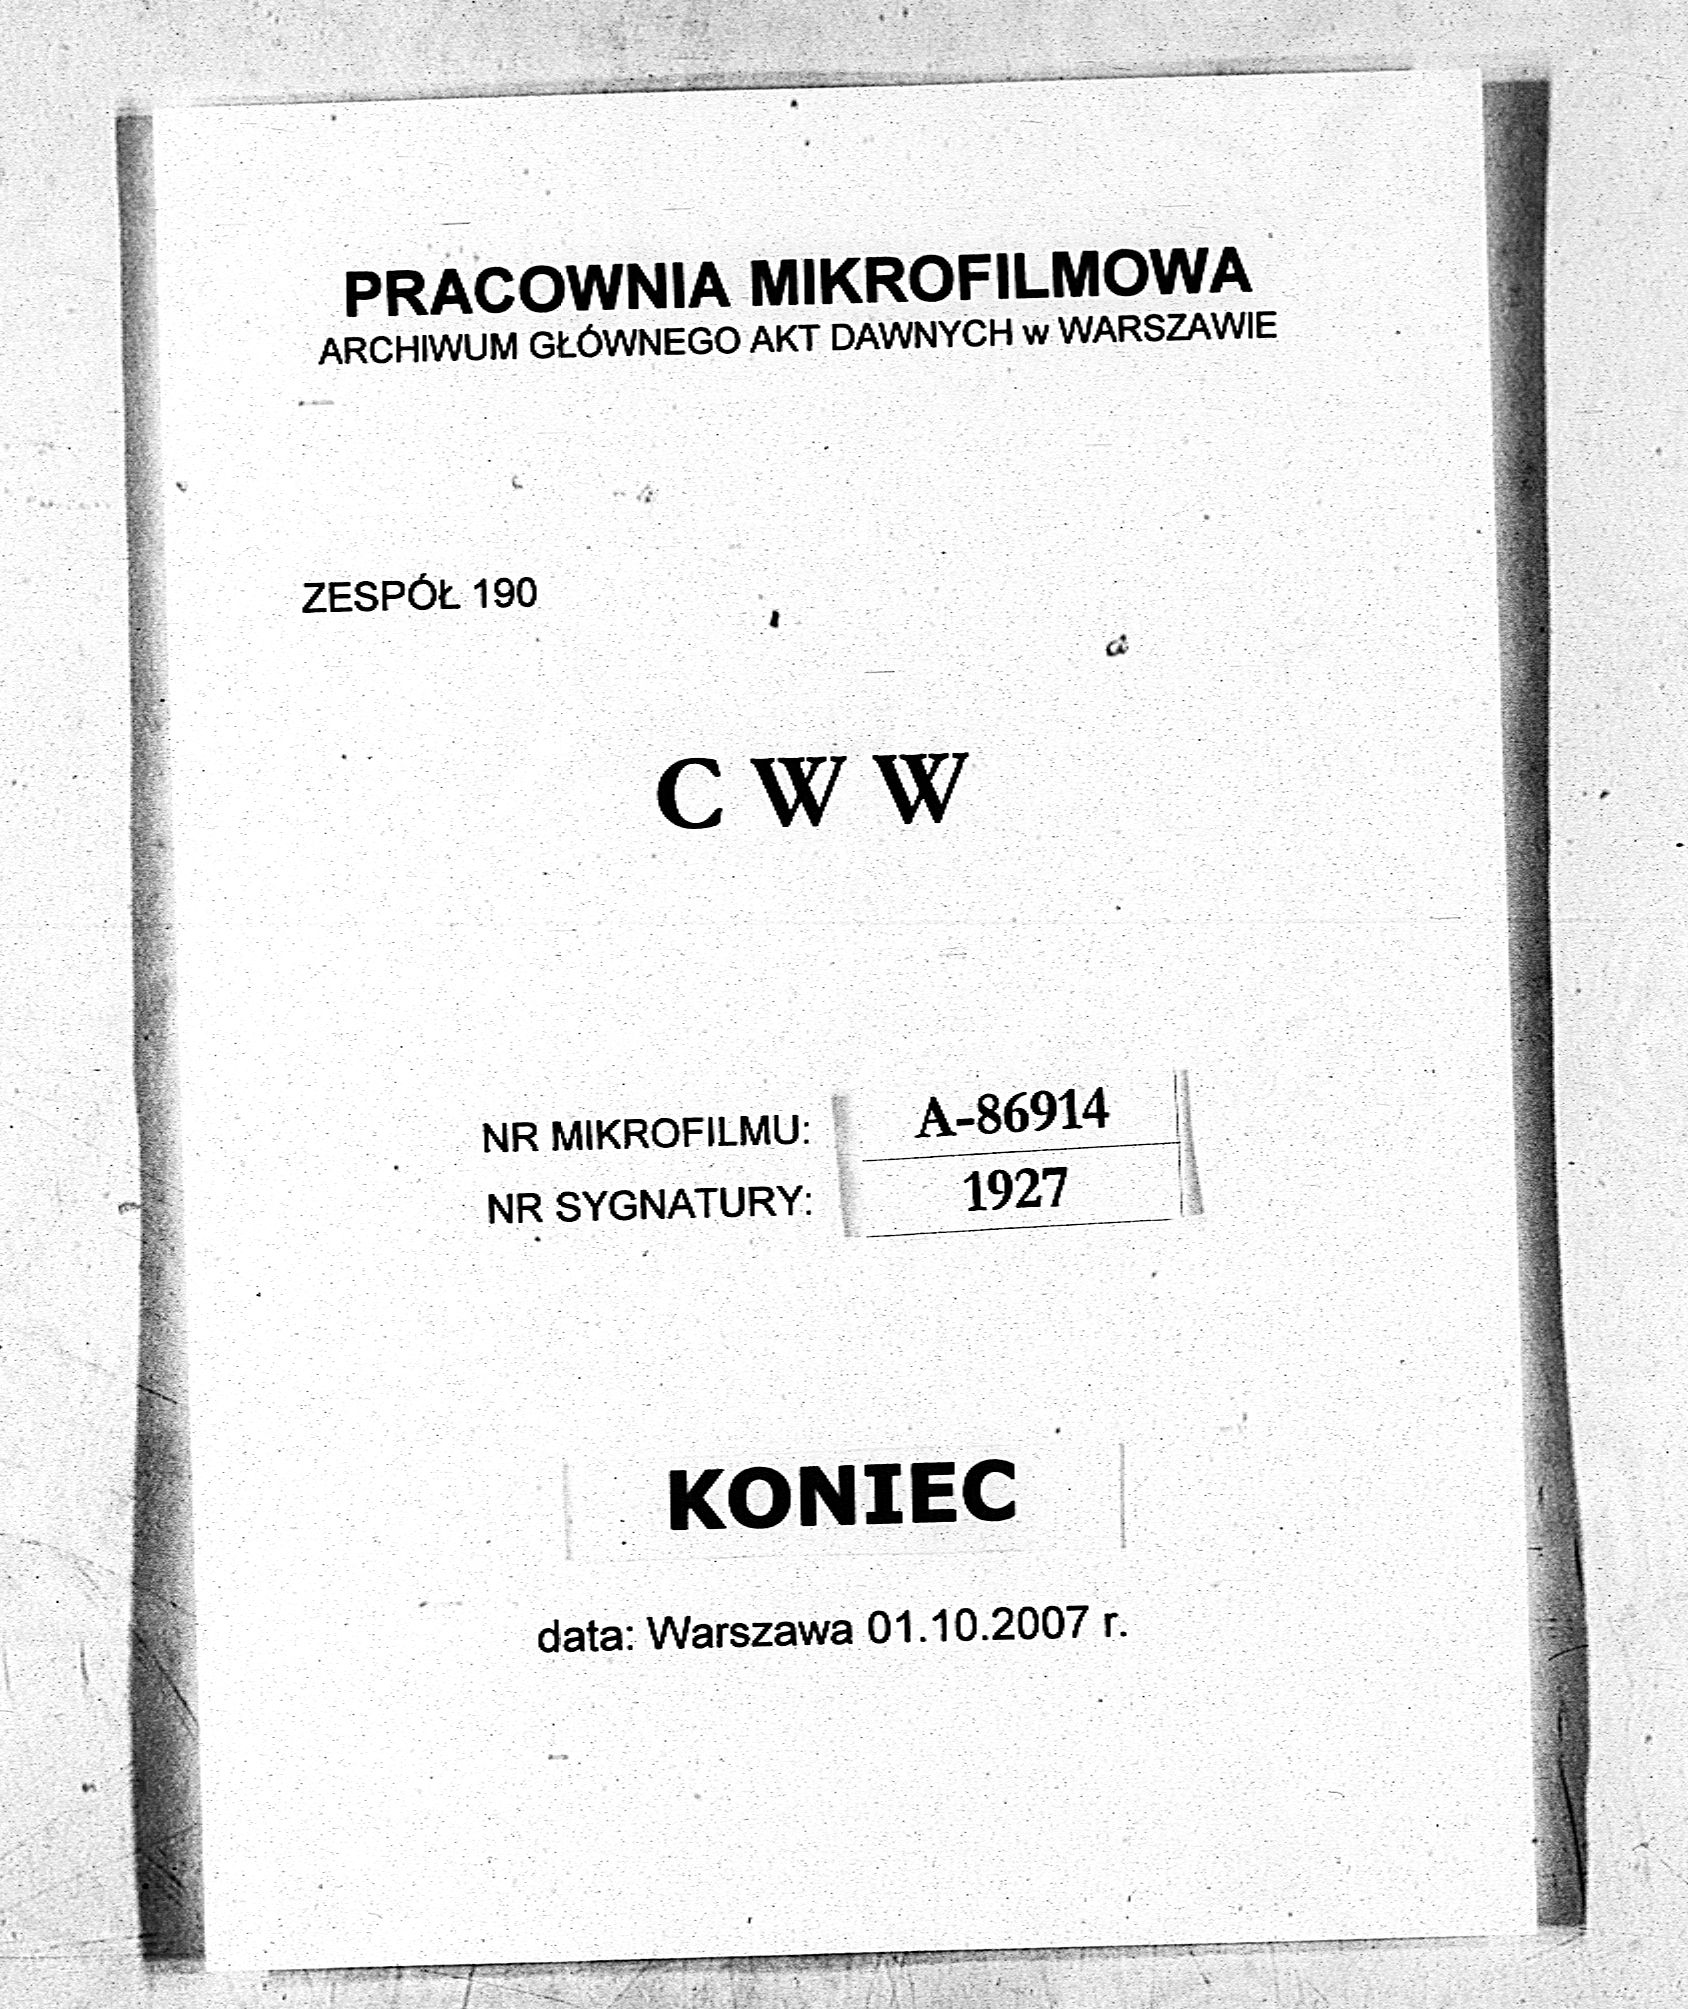 PRACOWNIA MIKROFILMOWA
ARCHIWUM GŁÓWNEGO AKT DAWNYCH w WARSZAWIE
ZESPÓŁ 190
C W W
NR MIKROFILMU: A-86914
NR SYGNATURY: 1927
KONIEC
data: Warszawa 01.10.2007 r.